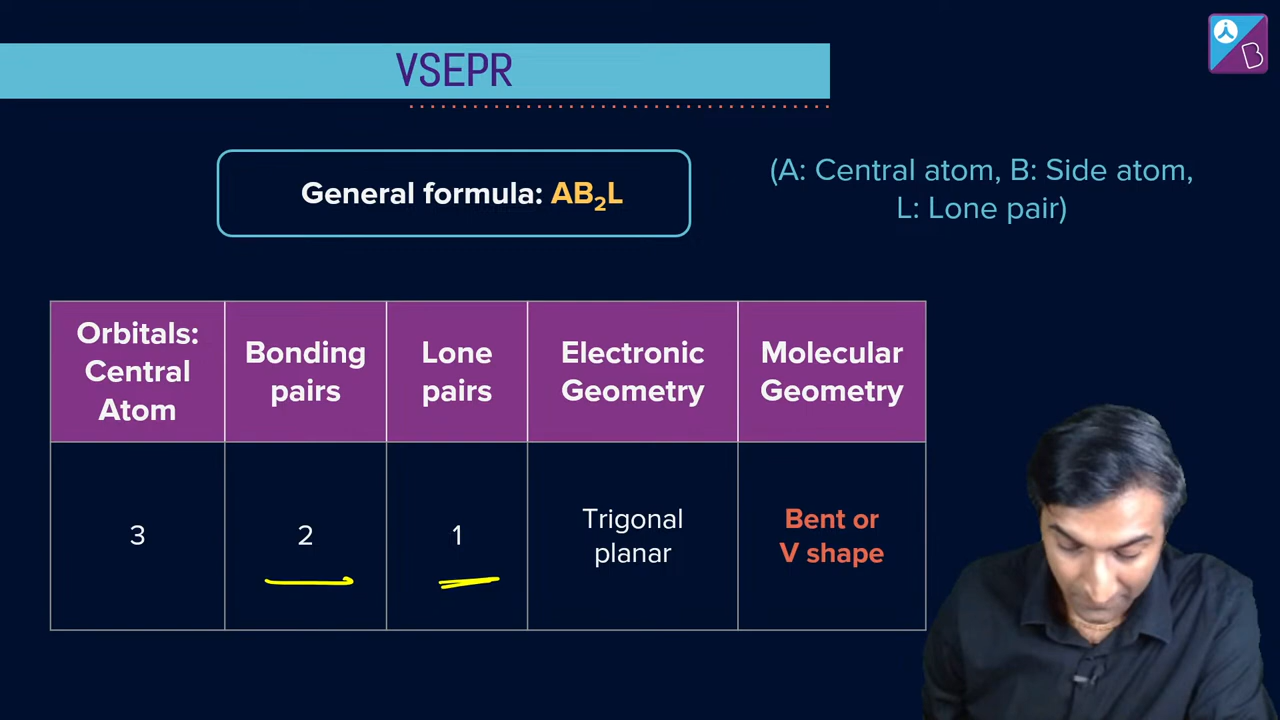 VSEPR
General formula: AB₂L
(A: Central atom, B: Side atom,
L: Lone pair)
Orbitals:
Central
Atom
Bonding
pairs
Lone
pairs
Electronic
Geometry
Molecular
Geometry
3
2
1
Trigonal
planar
Bent or
V shape
B